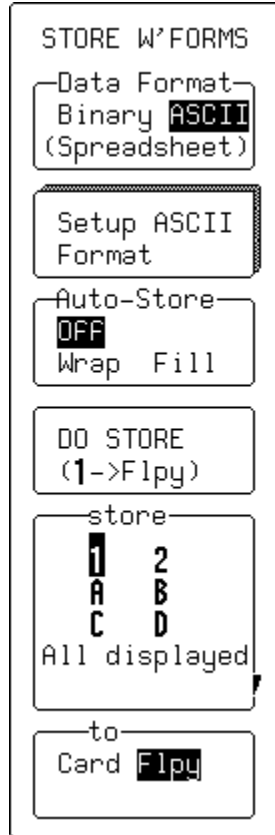 STORE W'FORMS
Data Format
Binary ASCII
(Spreadsheet)
Setup ASCII
Format
Auto-Store
OFF
Wrap Fill
DO STORE
(1->Flpy)
store
1 2
A B
C D
All displayed
to
Card Flpy